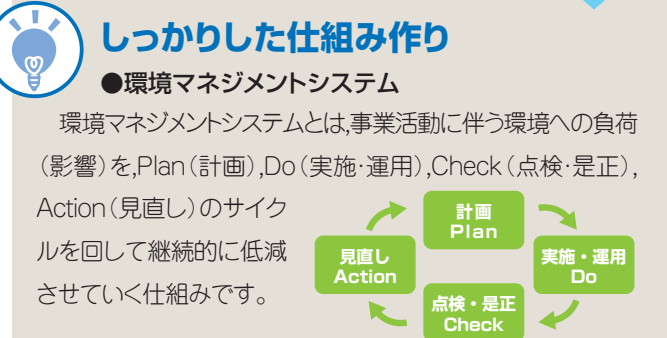 しっかりした仕組み作り
●環境マネジメントシステム
環境マネジメントシステムとは,事業活動に伴う環境への負荷
(影響)を,Plan(計画),Do(実施・運用),Check(点検・是正),
Action(見直し)のサイク
ルを回して継続的に低減
させていく仕組みです。
計画
Plan
実施・運用
Do
点検・是正
Check
見直し
Action